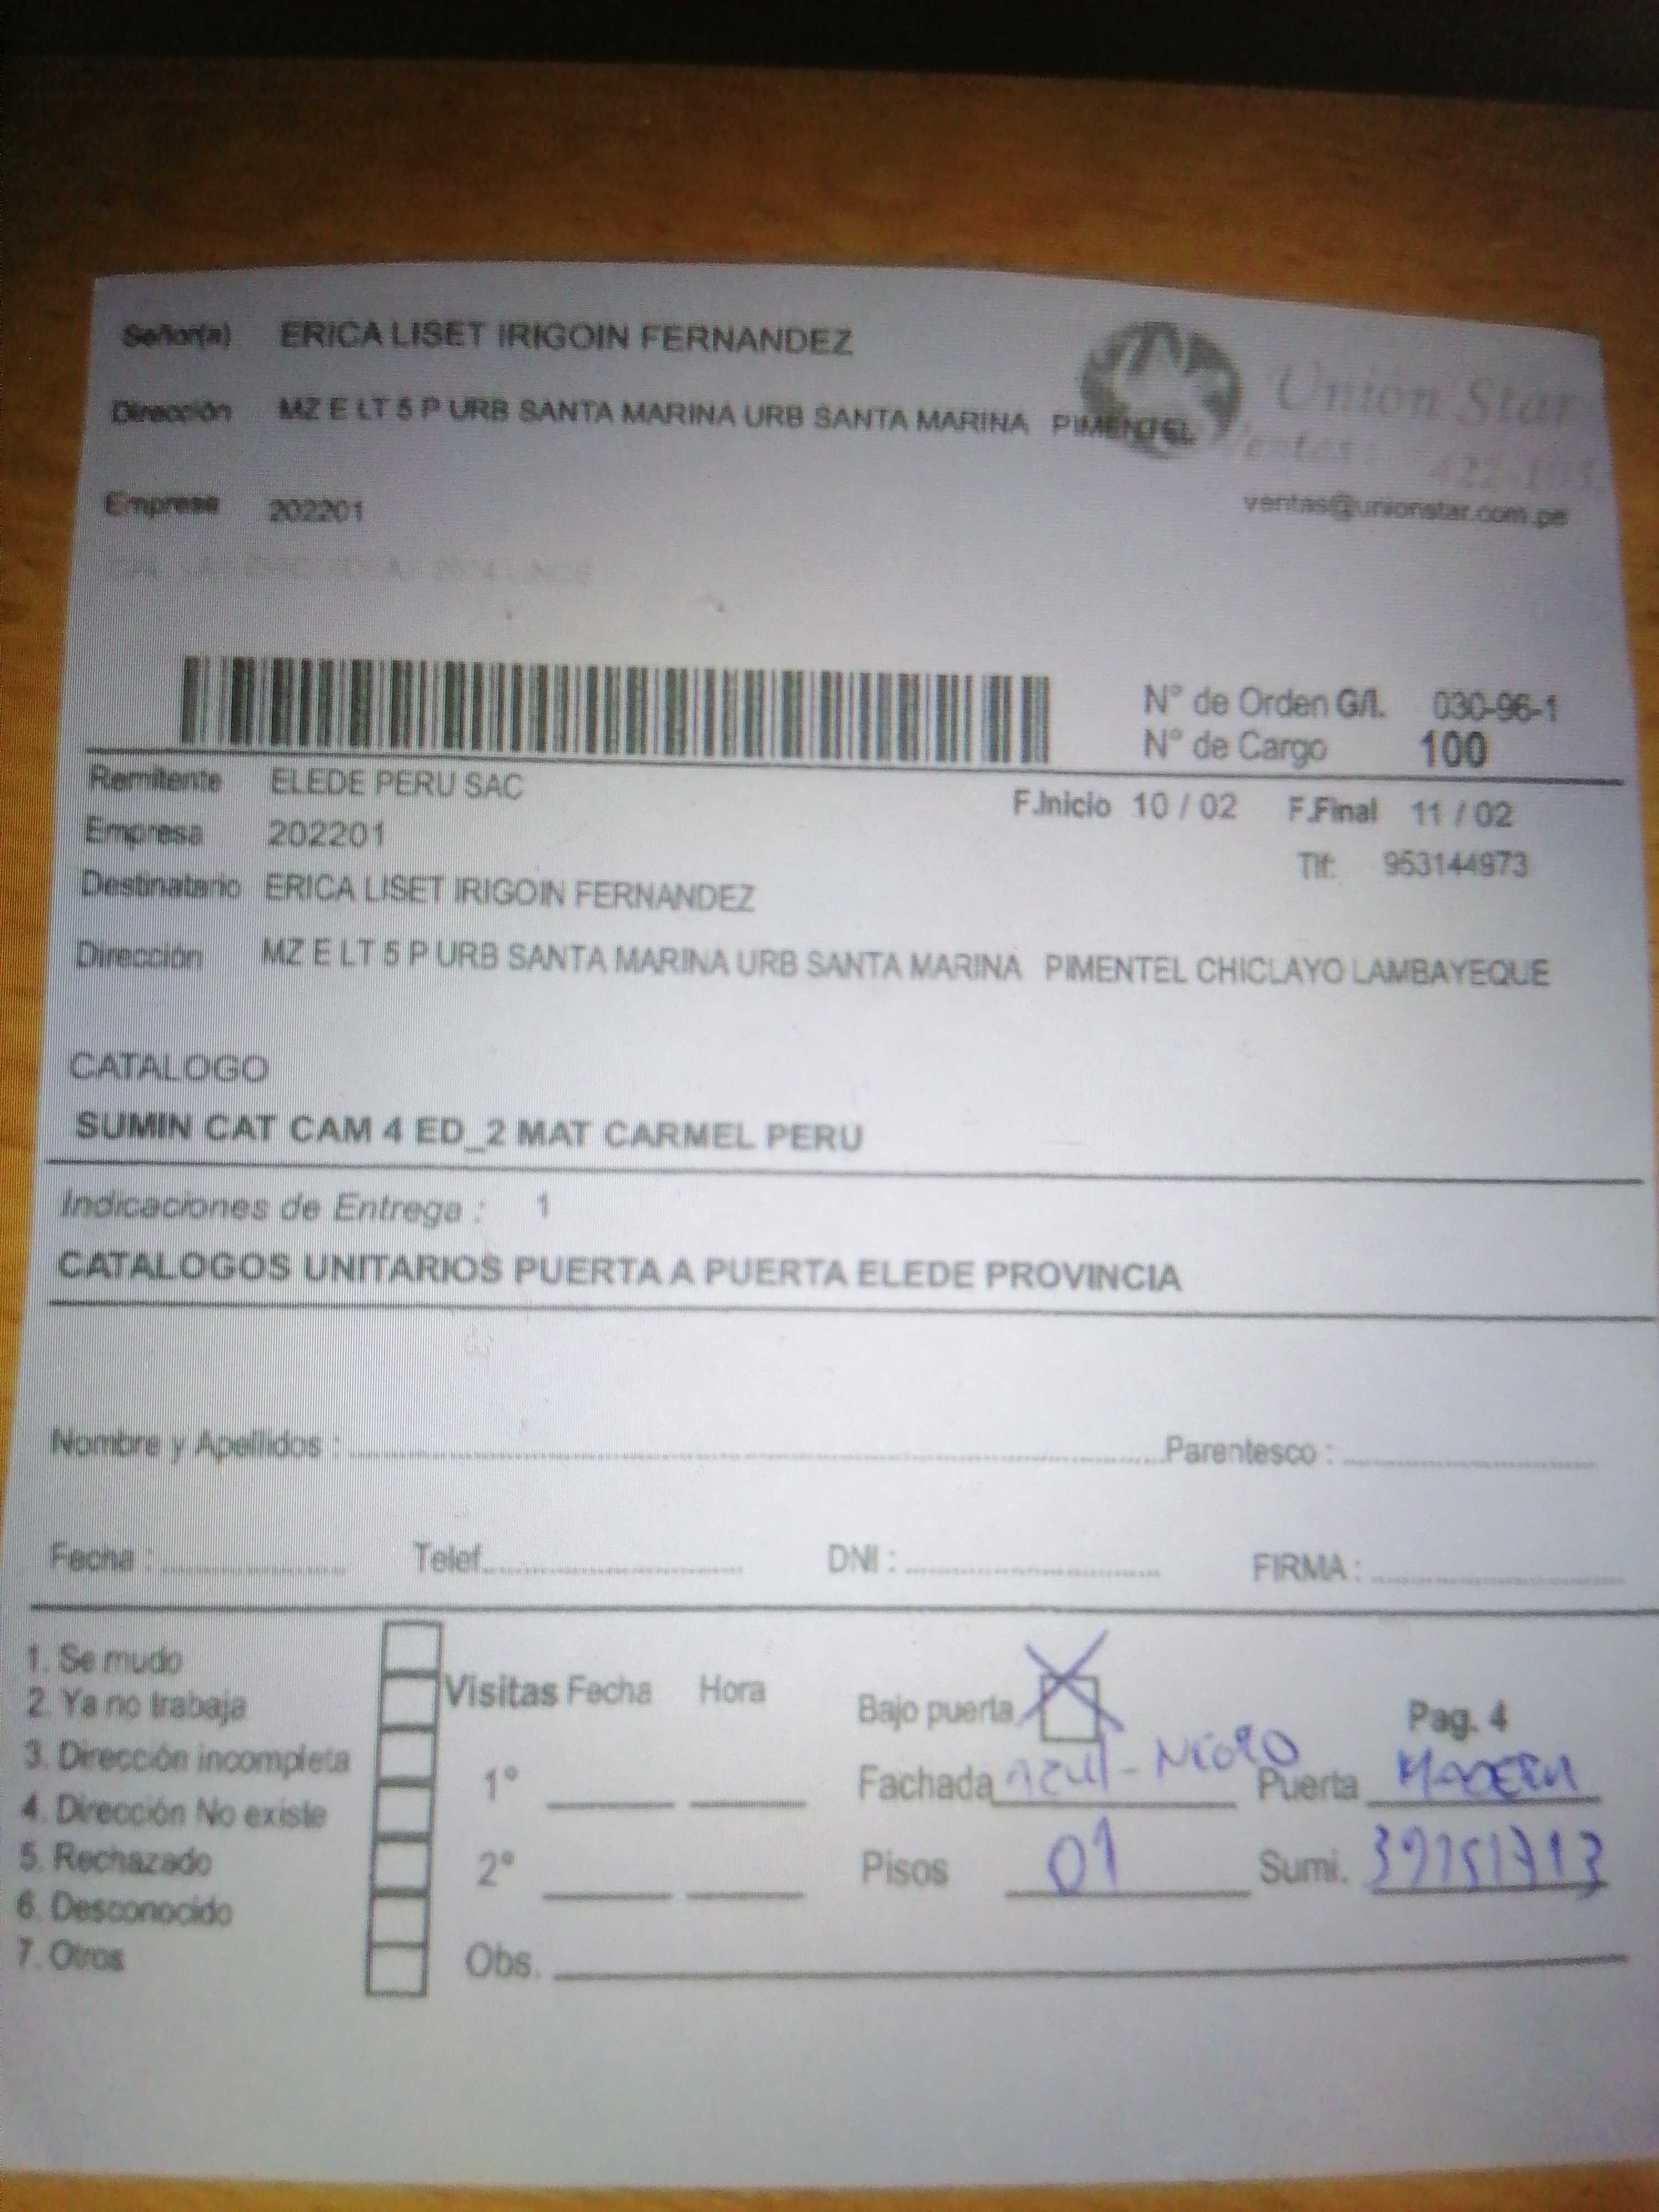 Señor(a) ERICA LISET IRIGOIN FERNANDEZ
Unión Star
Dirección MZ E LT 5 P URB SANTA MARINA URB SANTA MARINA PIMENTEL
Ventas:
Empresa 202201
ventas@unionstar.com.pe
N° de Orden G/I. 030-96-1
N° de Cargo 100
Remitente ELEDE PERU SAC
F.Inicio 10 / 02 F.Final 11 / 02
Empresa 202201
Tlf: 953144973
Destinatario ERICA LISET IRIGOIN FERNANDEZ
Dirección MZ E LT 5 P URB SANTA MARINA URB SANTA MARINA PIMENTEL CHICLAYO LAMBAYEQUE
CATALOGO
SUMIN CAT CAM 4 ED_2 MAT CARMEL PERU
Indicaciones de Entrega : 1
CATALOGOS UNITARIOS PUERTA A PUERTA ELEDE PROVINCIA
Nombre y Apellidos : Parentesco :
Fecha : Telef. DNI : FIRMA :
1. Se mudo
2. Ya no trabaja
3. Dirección incompleta
4. Dirección No existe
5. Rechazado
6. Desconocido
7. Otros
Visitas Fecha Hora
1°
2°
Obs.
Bajo puerta X Pag. 4
Fachada azul - Negro Puerta MADERA
Pisos 01 Sumi.